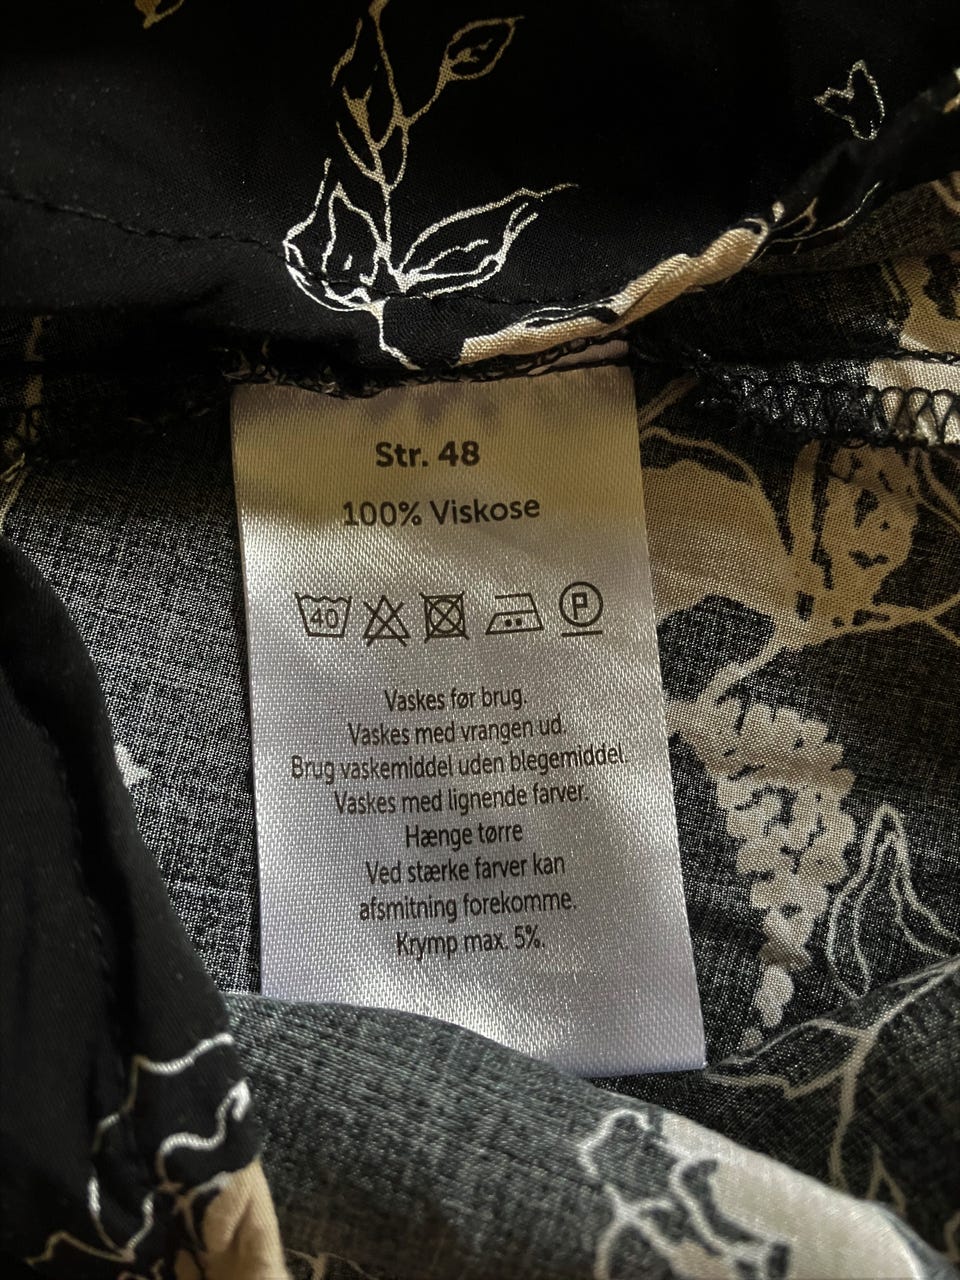 Str. 48
100% Viskose
40 P
Vaskes før brug.
Vaskes med vrangen ud.
Brug vaskemiddel uden blegemiddel.
Vaskes med lignende farver.
Hænge tørre
Ved stærke farver kan
afsmitning forekomme.
Krymp max. 5%.